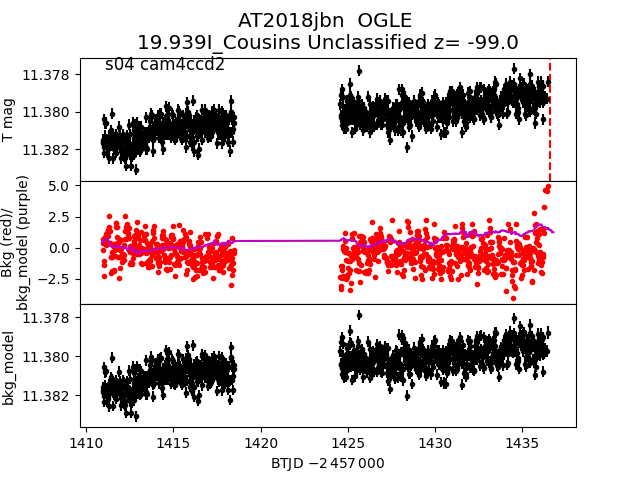 AT2018jbn  OGLE
19.939I_Cousins Unclassified z= -99.0
s04 cam4ccd2
T mag
11.378
11.380
11.382
Bkg (red)/
bkg_model (purple)
5.0
2.5
0.0
−2.5
bkg_model
11.378
11.380
11.382
1410
1415
1420
1425
1430
1435
BTJD −2 457 000